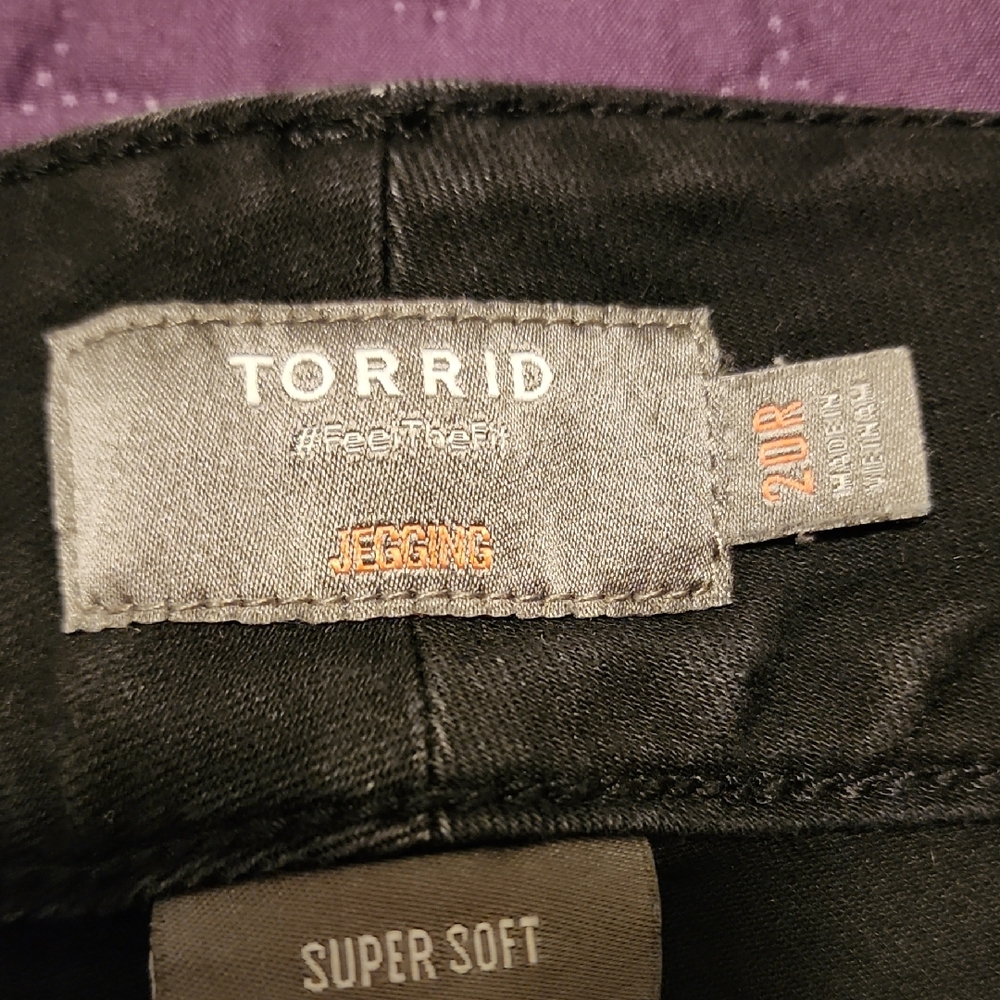 TORRID
#FeelTheFit
JEGGING
20R
MADE IN
VIETNAM
SUPER SOFT